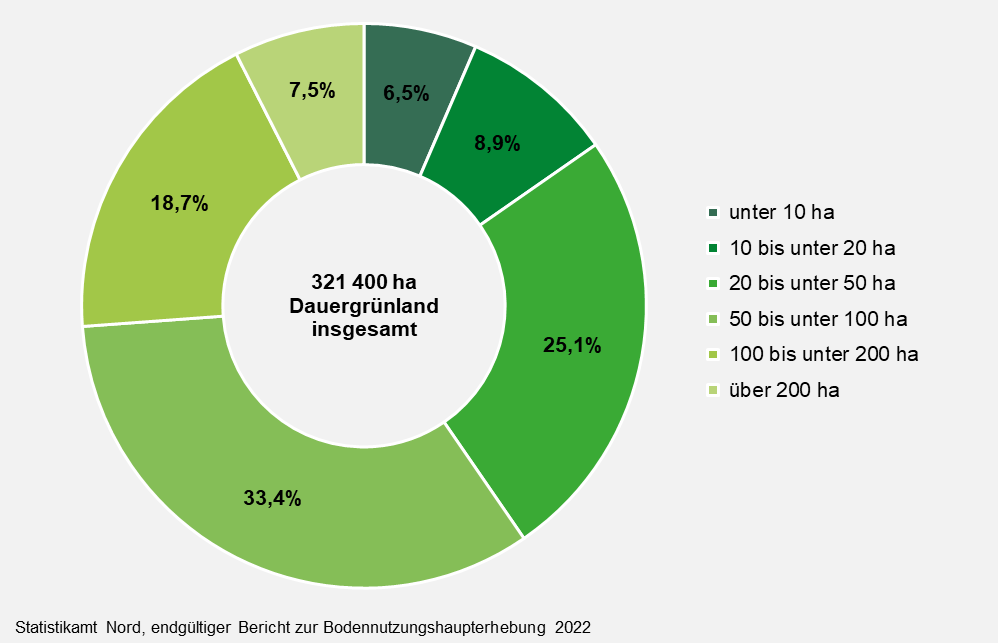 7,5%
6,5%
8,9%
18,7%
25,1%
33,4%
321 400 ha
Dauergrünland
insgesamt
unter 10 ha
10 bis unter 20 ha
20 bis unter 50 ha
50 bis unter 100 ha
100 bis unter 200 ha
über 200 ha
Statistikamt Nord, endgültiger Bericht zur Bodennutzungshaupterhebung 2022